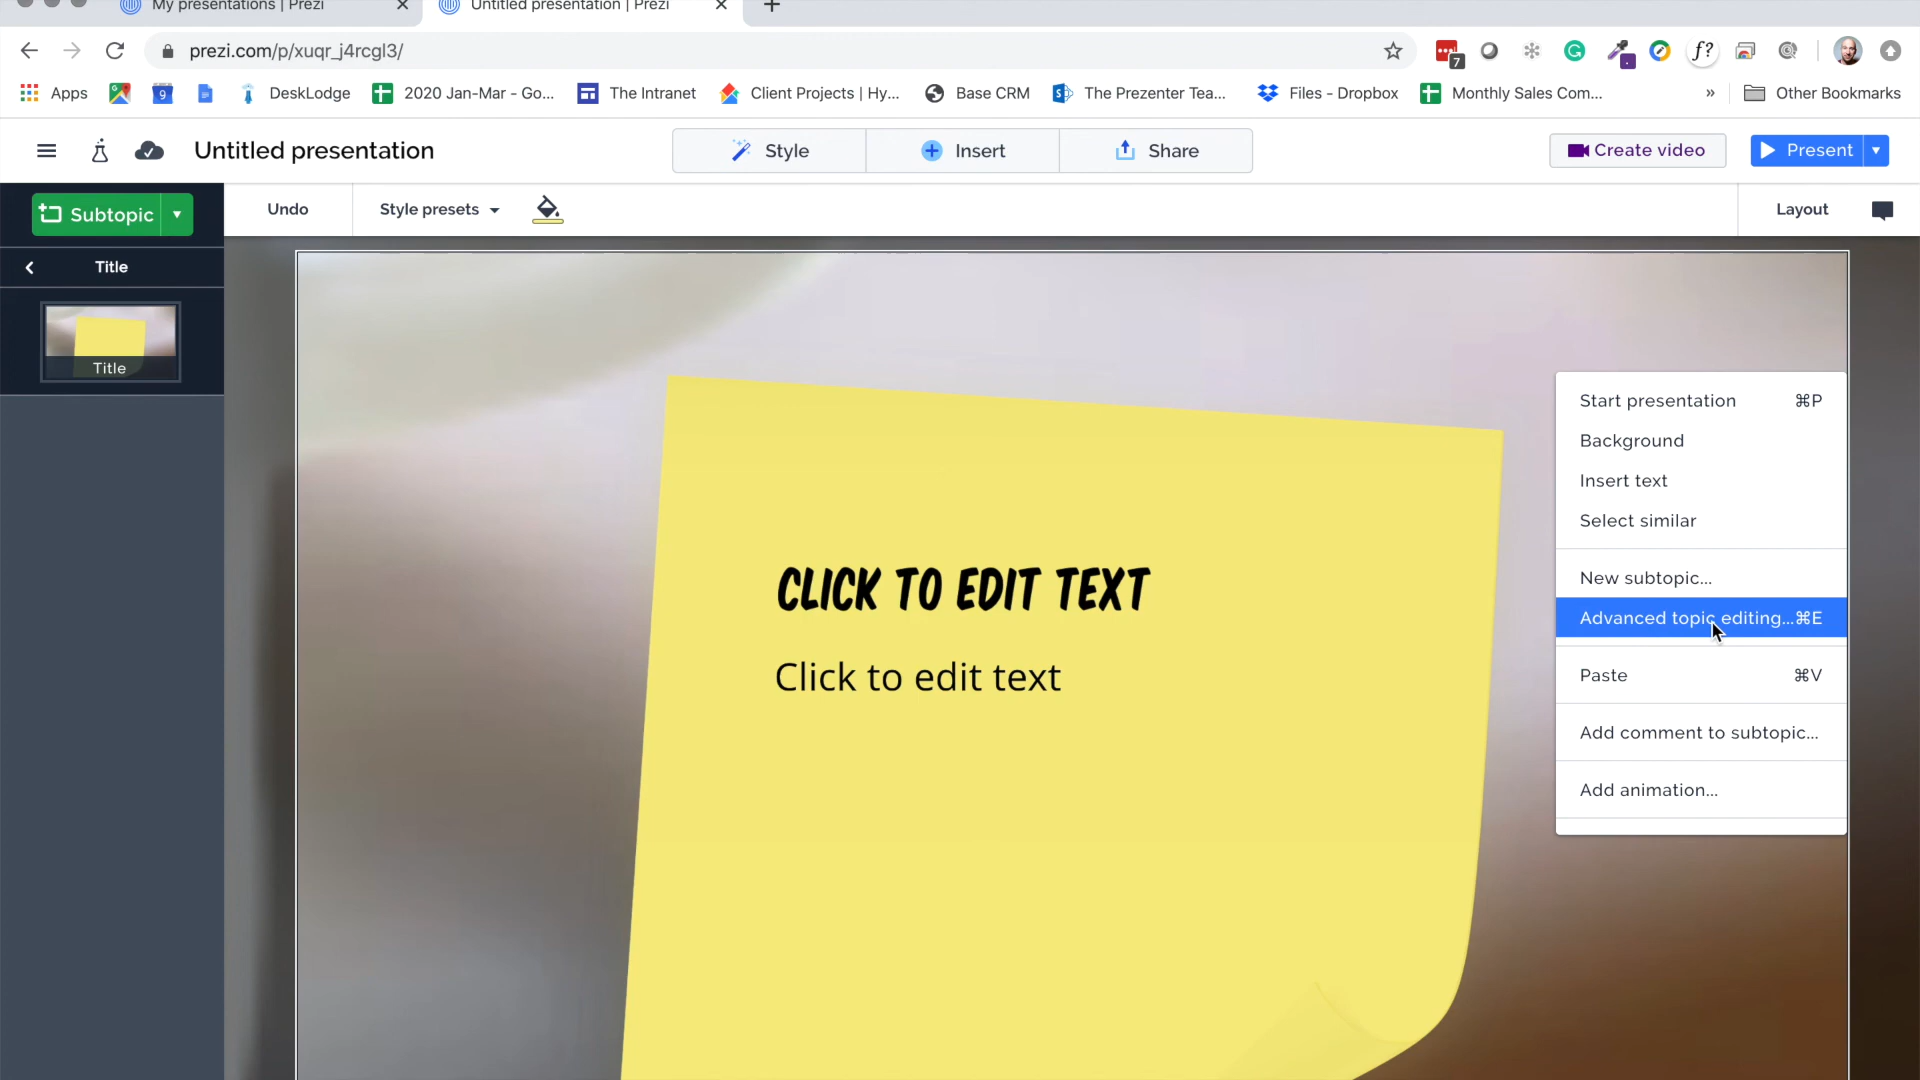 My presentations | Prezi
Untitled presentation | Prezi
prezi.com/p/xuqr_j4rcgl3/
7
f?
Apps
9
DeskLodge
2020 Jan-Mar - Go...
The Intranet
Client Projects | Hy...
Base CRM
The Prezenter Tea...
Files - Dropbox
Monthly Sales Com...
»
Other Bookmarks
Untitled presentation
Style
Insert
Share
Create video
Present
Subtopic
Undo
Style presets
Layout
Title
Title
CLICK TO EDIT TEXT
Click to edit text
Start presentation ⌘P
Background
Insert text
Select similar
New subtopic...
Advanced topic editing...⌘E
Paste ⌘V
Add comment to subtopic...
Add animation...